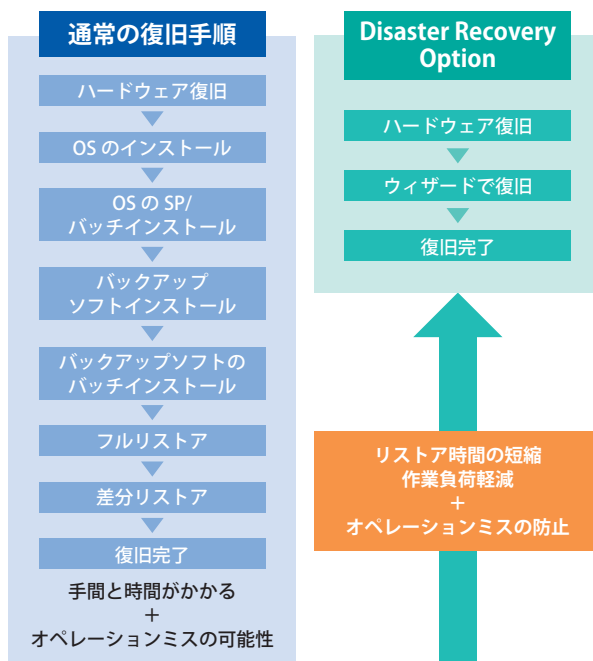 通常の復旧手順
ハードウェア復旧
OS のインストール
OS の SP/
バッチインストール
バックアップ
ソフトインストール
バックアップソフトの
バッチインストール
フルリストア
差分リストア
復旧完了
手間と時間がかかる
+
オペレーションミスの可能性
Disaster Recovery
Option
ハードウェア復旧
ウィザードで復旧
復旧完了
リストア時間の短縮
作業負荷軽減
+
オペレーションミスの防止